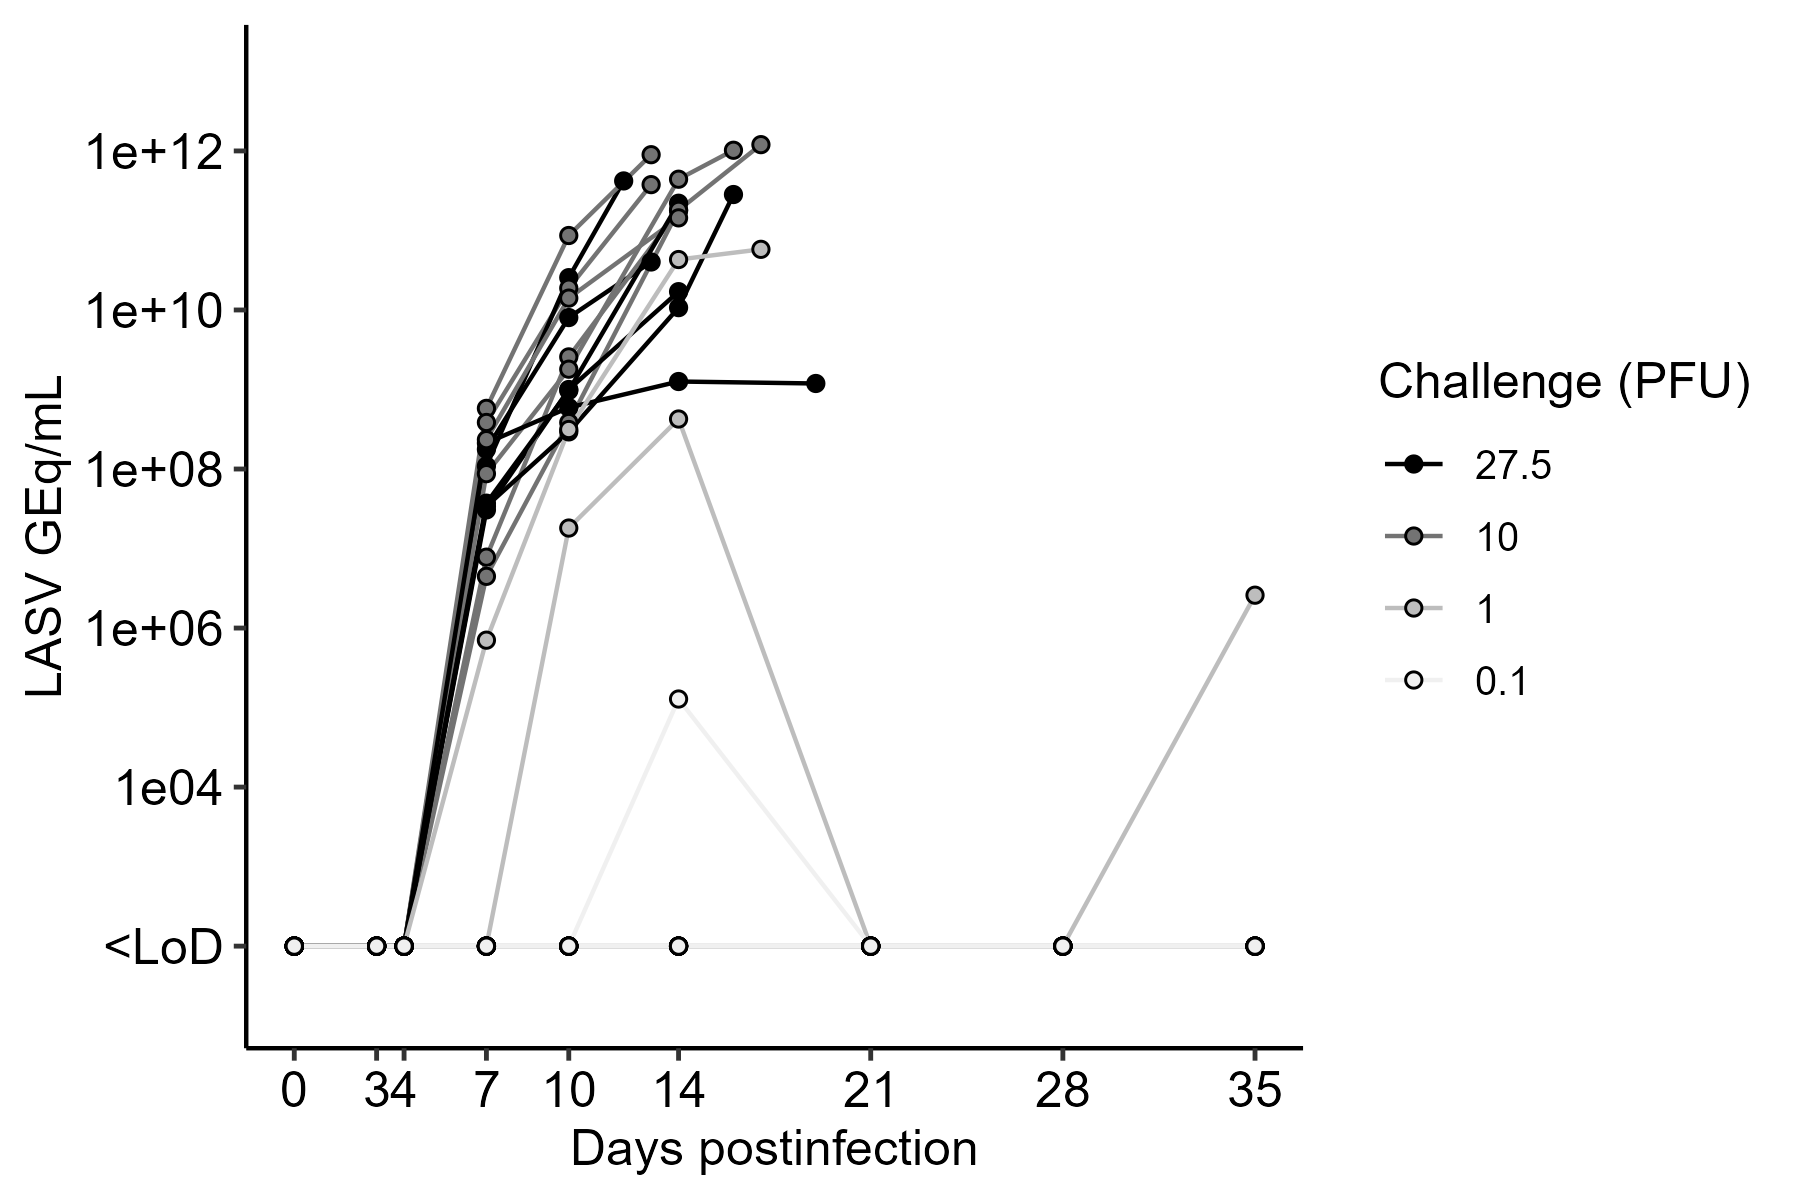 LASV GEq/mL
1e+12
1e+10
1e+08
1e+06
1e04
<LoD
0 3 4 7 10 14 21 28 35
Days postinfection
Challenge (PFU)
27.5
10
1
0.1